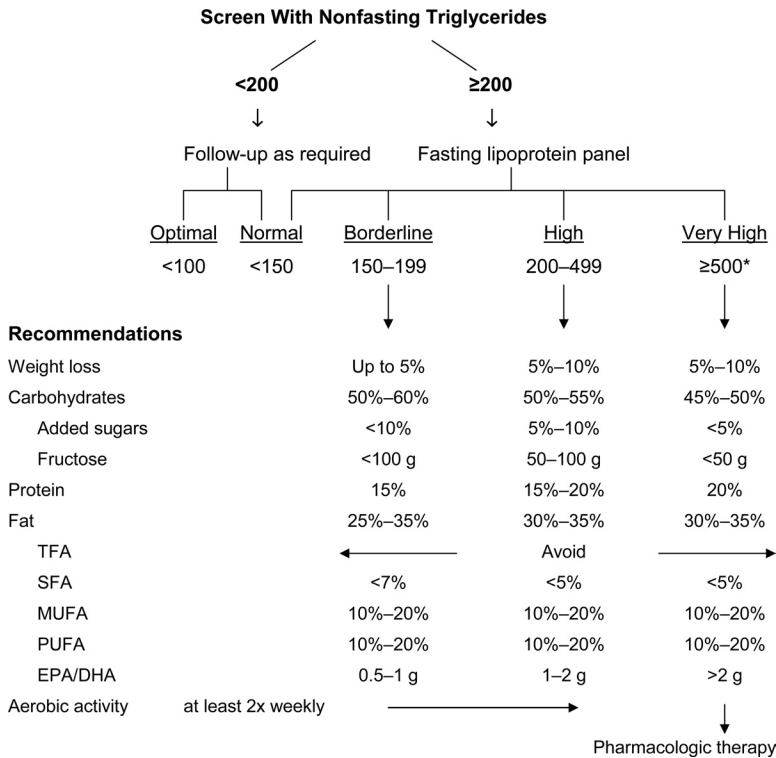 Screen With Nonfasting Triglycerides
<200 ≥200
Follow-up as required Fasting lipoprotein panel
Optimal Normal Borderline High Very High
<100 <150 150–199 200–499 ≥500*
Recommendations
Weight loss Up to 5% 5%–10% 5%–10%
Carbohydrates 50%–60% 50%–55% 45%–50%
Added sugars <10% 5%–10% <5%
Fructose <100 g 50–100 g <50 g
Protein 15% 15%–20% 20%
Fat 25%–35% 30%–35% 30%–35%
TFA Avoid
SFA <7% <5% <5%
MUFA 10%–20% 10%–20% 10%–20%
PUFA 10%–20% 10%–20% 10%–20%
EPA/DHA 0.5–1 g 1–2 g >2 g
Aerobic activity at least 2x weekly
Pharmacologic therapy